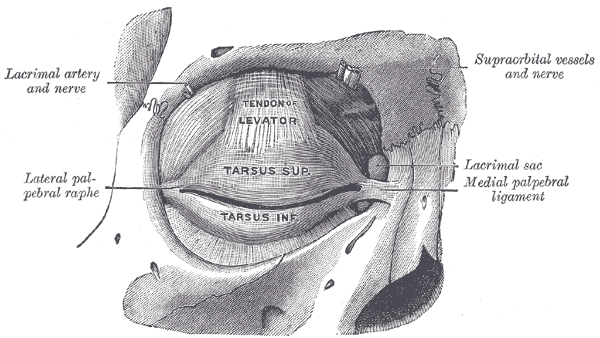 Lacrimal artery
and nerve
Supraorbital vessels
and nerve
TENDON OF
LEVATOR
TARSUS SUP.
Lacrimal sac
Lateral pal-
pebral raphe
Medial palpebral
ligament
TARSUS INF.